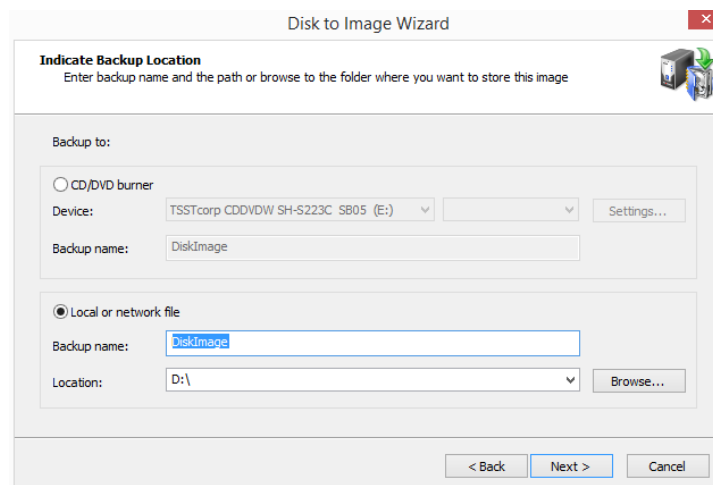 Disk to Image Wizard
Indicate Backup Location
Enter backup name and the path or browse to the folder where you want to store this image
Backup to:
CD/DVD burner
Device: TSSTcorp CDDVDW SH-S223C SB05 (E:) Settings...
Backup name: DiskImage
Local or network file
Backup name: DiskImage
Location: D:\ Browse...
< Back Next > Cancel